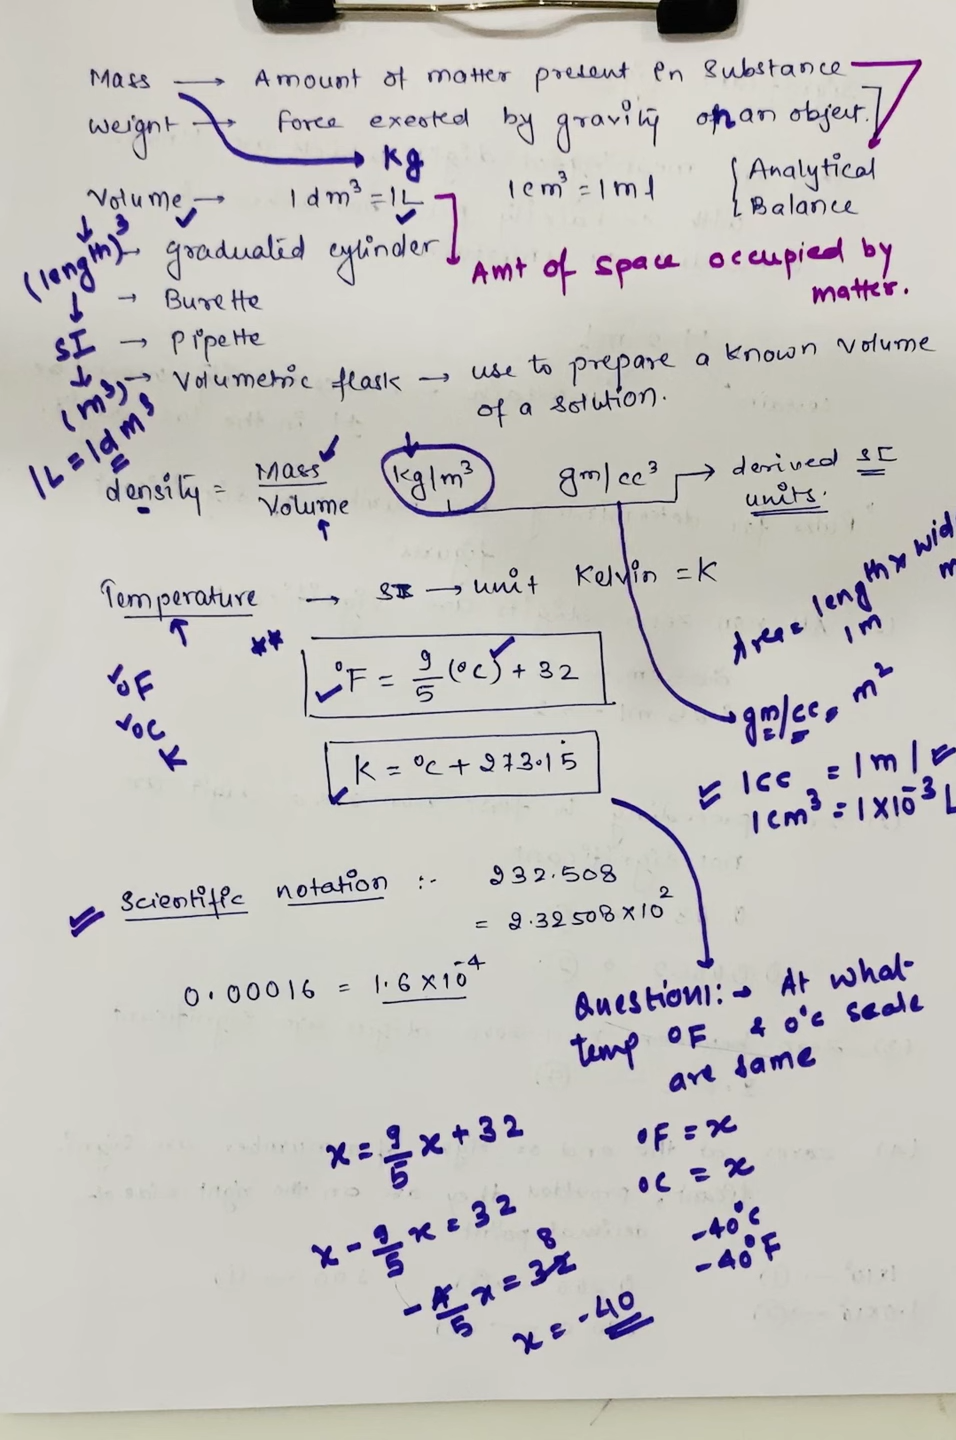 Mass → Amount of matter present in substance
Weight → force exerted by gravity on an object.
Kg
Analytical
Balance
Volume → 1 dm³ = 1L
1cm³ = 1ml
(length)³
→ graduated cylinder
Amt of space occupied by
matter.
→ Burette
SI → Pipette
(m³)
→ Volumetric flask → use to prepare a known volume
of a solution.
1L = 1dm³
density = Mass / Volume
kg/m³
gm/cc³ → derived SI
units.
Temperature → SI → unit Kelvin = K
Area = length x
1m
m
**
°F = 9/5 (°C) + 32
°F
°C
K
gm/cc
m²
K = °C + 273.15
1cc = 1ml
1cm³ = 1X10⁻³ L
Scientific notation :- 232.508
= 2.32508 X 10²
0.00016 = 1.6 X 10⁻⁴
Question1: → At what
temp °F & 0°c scale
are same
x = 9/5 x + 32
°F = x
°C = x
x - 9/5 x = 32
-40°c
-40°F
8
-4/5 x = 32
x = -40